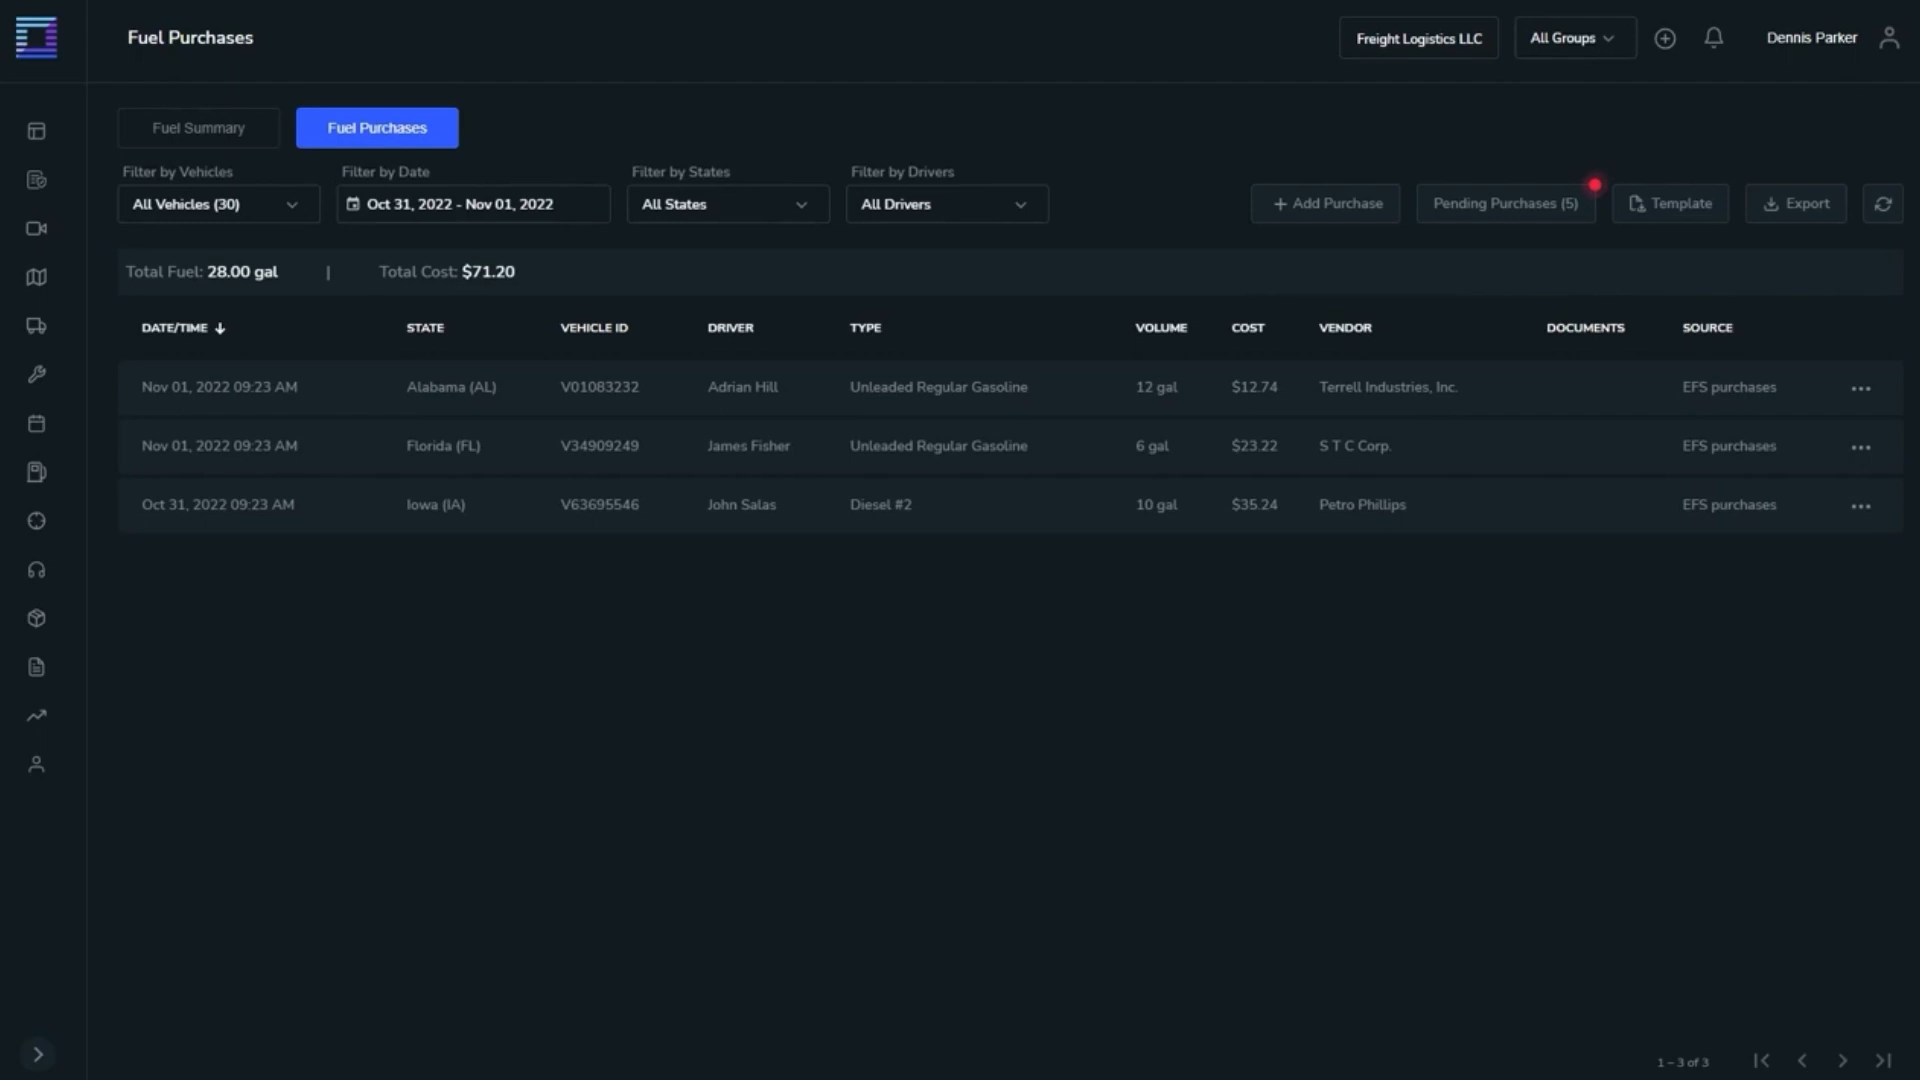 Fuel Purchases
Freight Logistics LLC
All Groups
Dennis Parker
Fuel Summary
Fuel Purchases
Filter by Vehicles
Filter by Date
Filter by States
Filter by Drivers
All Vehicles (30)
Oct 31, 2022 - Nov 01, 2022
All States
All Drivers
+ Add Purchase
Pending Purchases (5)
Template
Export
Total Fuel: 28.00 gal | Total Cost: $71.20
DATE/TIME STATE VEHICLE ID DRIVER TYPE VOLUME COST VENDOR DOCUMENTS SOURCE
Nov 01, 2022 09:23 AM Alabama (AL) V01083232 Adrian Hill Unleaded Regular Gasoline 12 gal $12.74 Terrell Industries, Inc. EFS purchases
Nov 01, 2022 09:23 AM Florida (FL) V34909249 James Fisher Unleaded Regular Gasoline 6 gal $23.22 S T C Corp. EFS purchases
Oct 31, 2022 09:23 AM Iowa (IA) V63695546 John Salas Diesel #2 10 gal $35.24 Petro Phillips EFS purchases
1 – 3 of 3